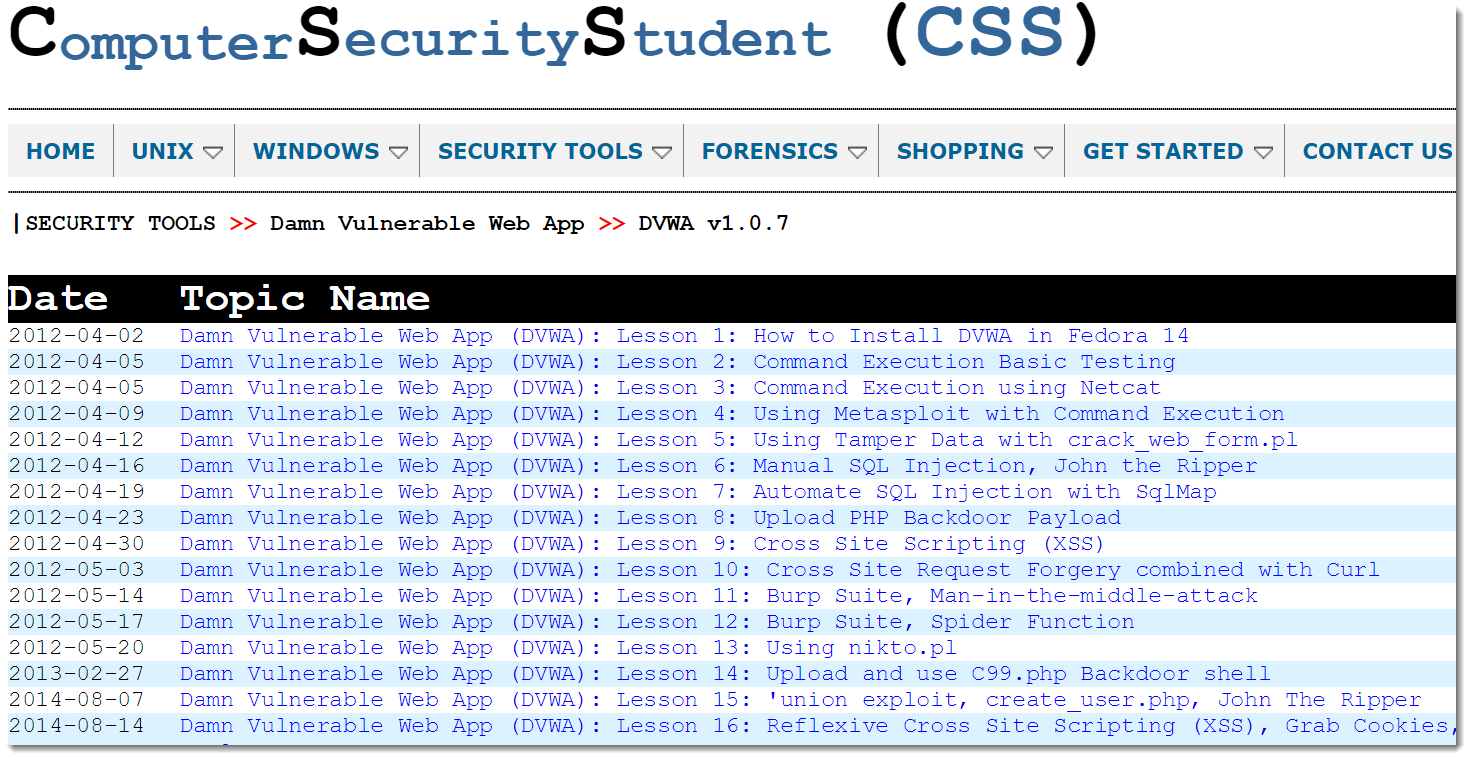 ComputerSecurityStudent (CSS)
HOME UNIX WINDOWS SECURITY TOOLS FORENSICS SHOPPING GET STARTED CONTACT US
|SECURITY TOOLS >> Damn Vulnerable Web App >> DVWA v1.0.7
Date Topic Name
2012-04-02 Damn Vulnerable Web App (DVWA): Lesson 1: How to Install DVWA in Fedora 14
2012-04-05 Damn Vulnerable Web App (DVWA): Lesson 2: Command Execution Basic Testing
2012-04-05 Damn Vulnerable Web App (DVWA): Lesson 3: Command Execution using Netcat
2012-04-09 Damn Vulnerable Web App (DVWA): Lesson 4: Using Metasploit with Command Execution
2012-04-12 Damn Vulnerable Web App (DVWA): Lesson 5: Using Tamper Data with crack_web_form.pl
2012-04-16 Damn Vulnerable Web App (DVWA): Lesson 6: Manual SQL Injection, John the Ripper
2012-04-19 Damn Vulnerable Web App (DVWA): Lesson 7: Automate SQL Injection with SqlMap
2012-04-23 Damn Vulnerable Web App (DVWA): Lesson 8: Upload PHP Backdoor Payload
2012-04-30 Damn Vulnerable Web App (DVWA): Lesson 9: Cross Site Scripting (XSS)
2012-05-03 Damn Vulnerable Web App (DVWA): Lesson 10: Cross Site Request Forgery combined with Curl
2012-05-14 Damn Vulnerable Web App (DVWA): Lesson 11: Burp Suite, Man-in-the-middle-attack
2012-05-17 Damn Vulnerable Web App (DVWA): Lesson 12: Burp Suite, Spider Function
2012-05-20 Damn Vulnerable Web App (DVWA): Lesson 13: Using nikto.pl
2013-02-27 Damn Vulnerable Web App (DVWA): Lesson 14: Upload and use C99.php Backdoor shell
2014-08-07 Damn Vulnerable Web App (DVWA): Lesson 15: 'union exploit, create_user.php, John The Ripper
2014-08-14 Damn Vulnerable Web App (DVWA): Lesson 16: Reflexive Cross Site Scripting (XSS), Grab Cookies,